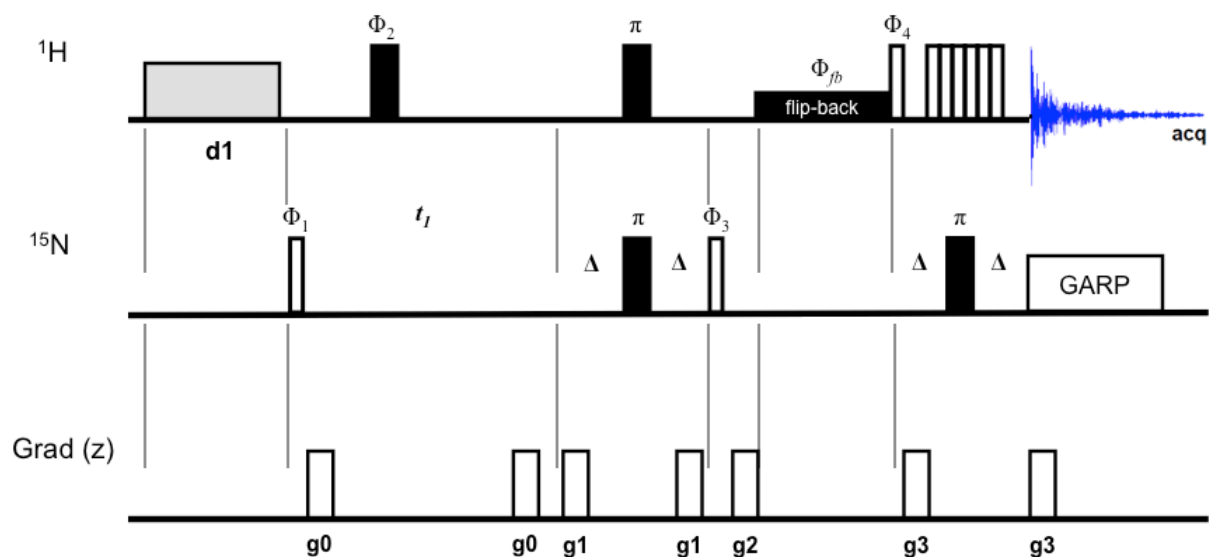 Φ2 π Φ4
¹H Φfb
flip-back
d1 acq
Φ1 t1 π Φ3 π
¹⁵N Δ Δ Δ Δ
GARP
Grad (z)
g0 g0 g1 g1 g2 g3 g3